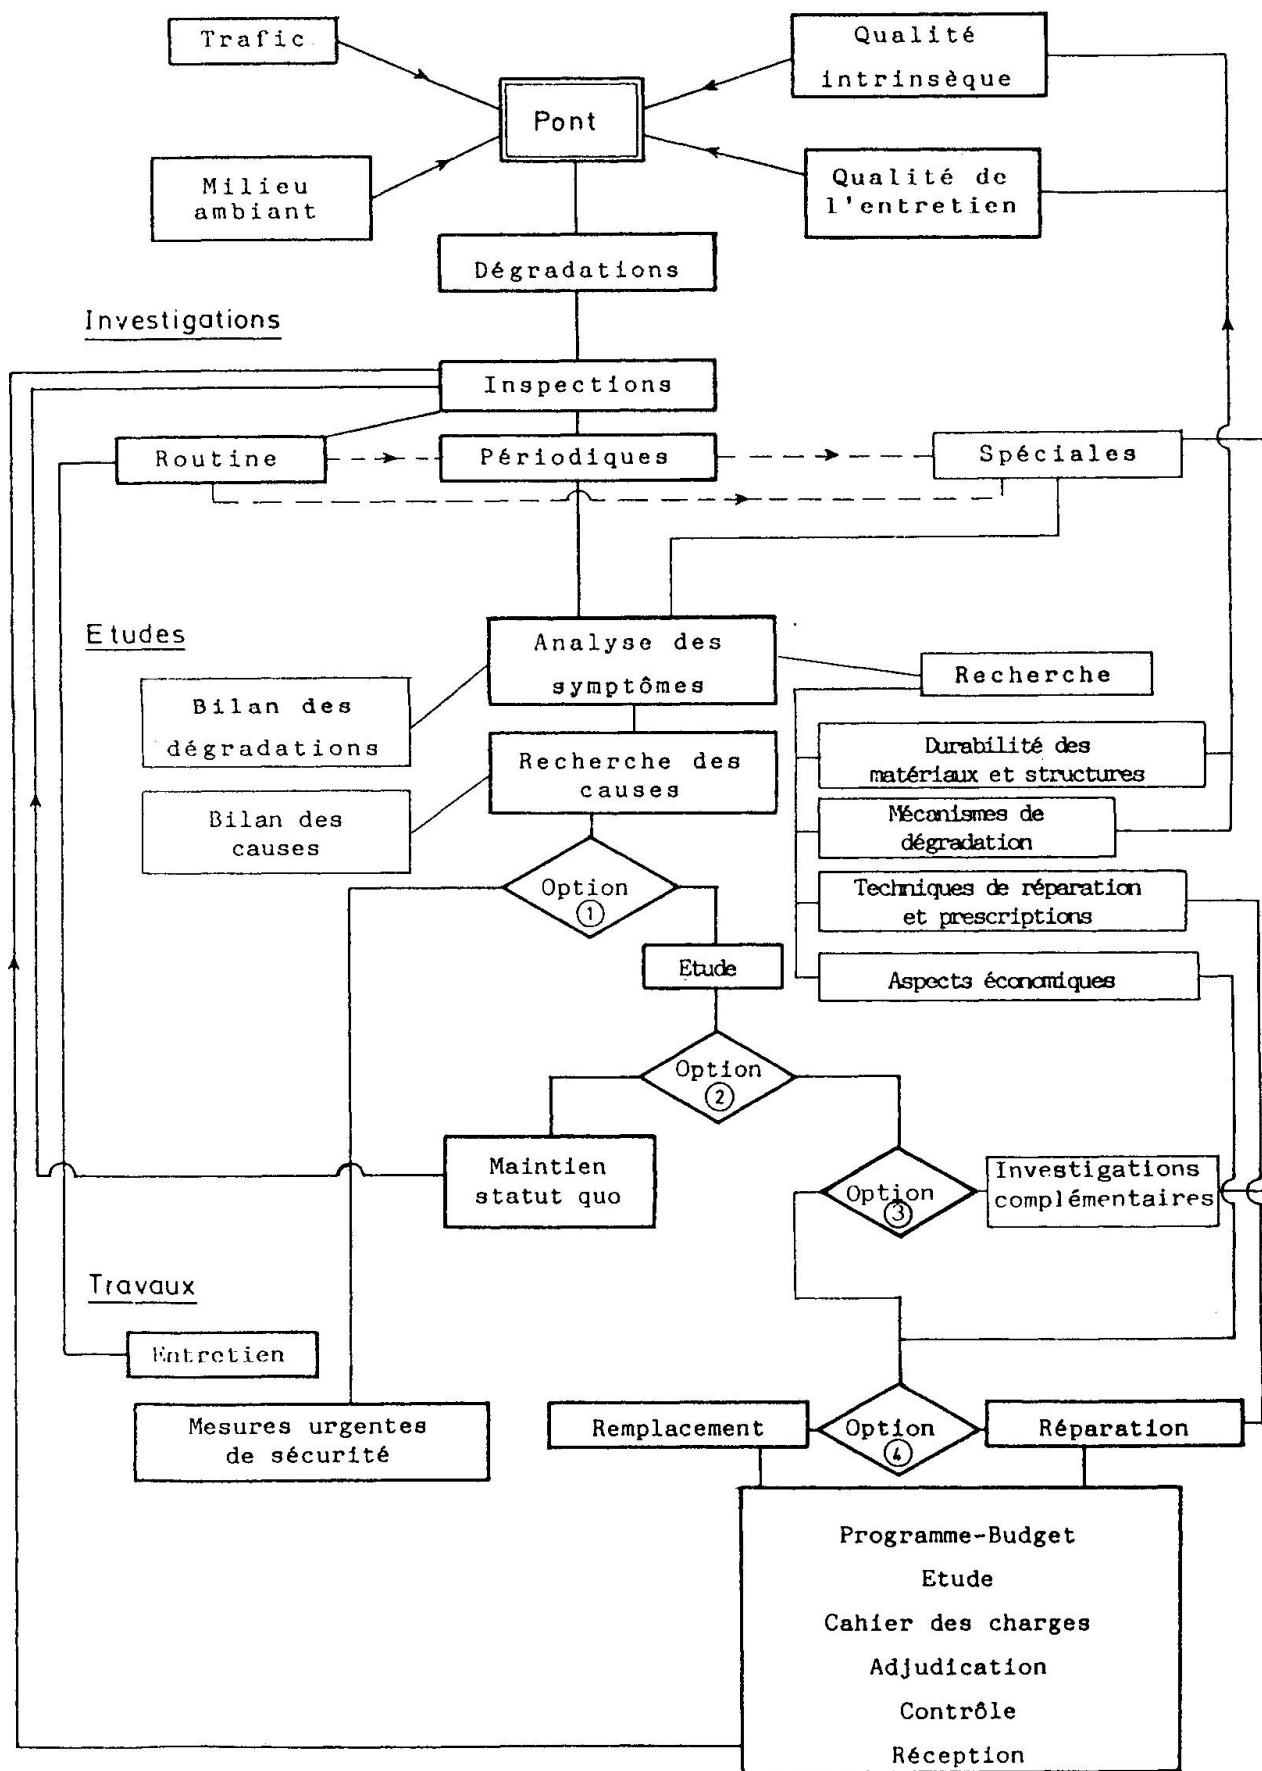 Trafic
Qualité
intrinsèque
Pont
Milieu
ambiant
Qualité de
l'entretien
Dégradations
Investigations
Inspections
Routine
Périodiques
Spéciales
Etudes
Analyse des
symptômes
Recherche
Bilan des
dégradations
Recherche des
causes
Durabilité des
matériaux et structures
Bilan des
causes
Mécanismes de
dégradation
Option
1
Techniques de réparation
et prescriptions
Etude
Aspects économiques
Option
2
Maintien
statut quo
Option
3
Investigations
complémentaires
Travaux
Entretien
Mesures urgentes
de sécurité
Remplacement
Option
4
Réparation
Programme-Budget
Etude
Cahier des charges
Adjudication
Contrôle
Réception